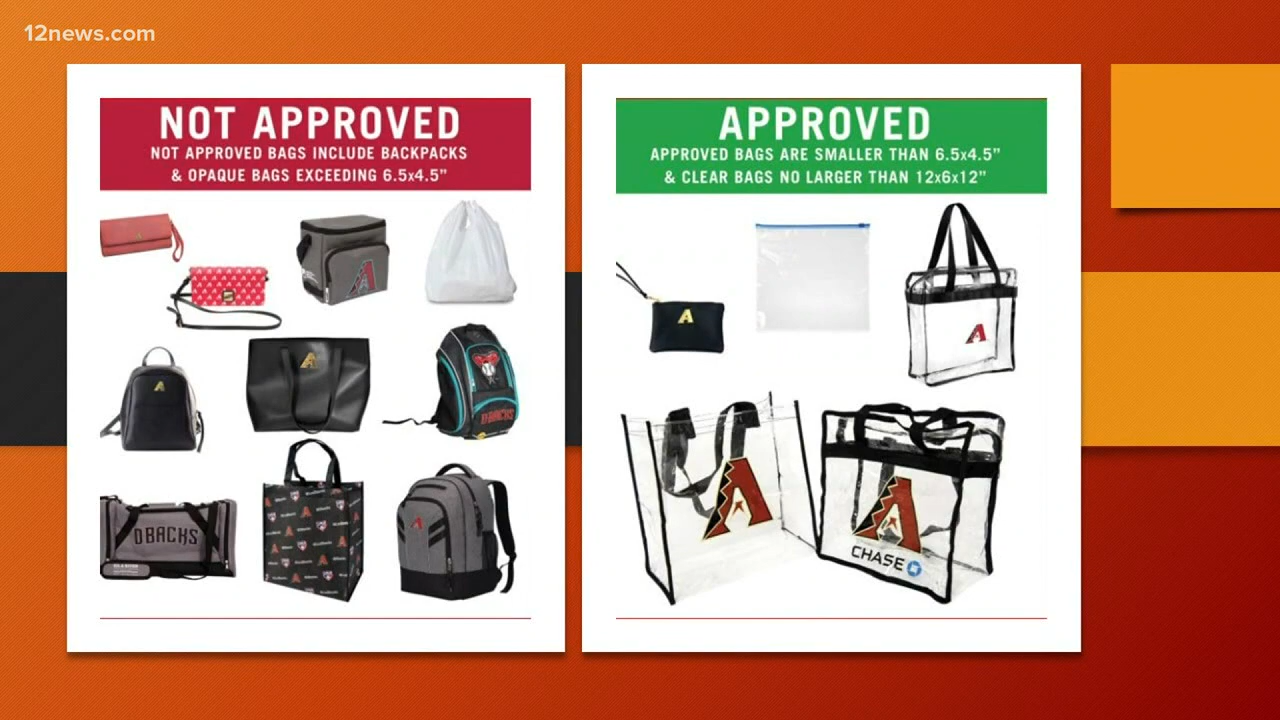 12news.com
NOT APPROVED
NOT APPROVED BAGS INCLUDE BACKPACKS
& OPAQUE BAGS EXCEEDING 6.5x4.5”
APPROVED
APPROVED BAGS ARE SMALLER THAN 6.5x4.5”
& CLEAR BAGS NO LARGER THAN 12x6x12”
DBACKS
D BACKS
CHASE